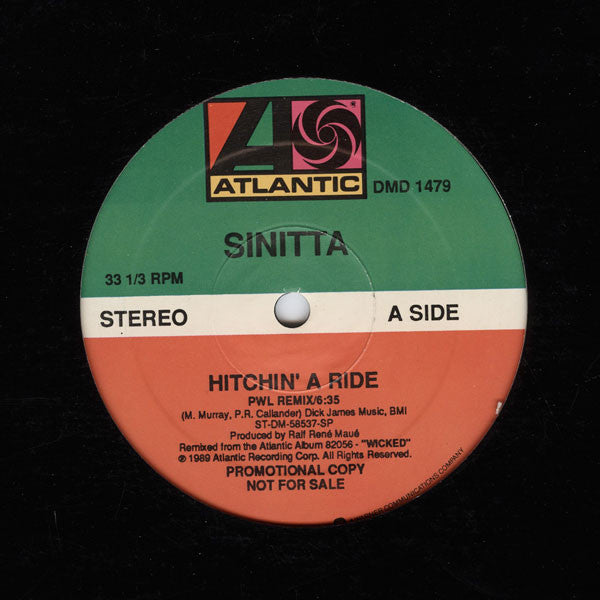 ATLANTIC
DMD 1479
SINITTA
33 1/3 RPM
STEREO
A SIDE
HITCHIN' A RIDE
PWL REMIX/6:35
(M. Murray, P.R. Callander) Dick James Music, BMI
ST-DM-58537-SP
Produced by Ralf René Maué
Remixed from the Atlantic Album 82056 - "WICKED"
℗ 1989 Atlantic Recording Corp. All Rights Reserved.
PROMOTIONAL COPY
NOT FOR SALE
COMMUNICATIONS COMPANY